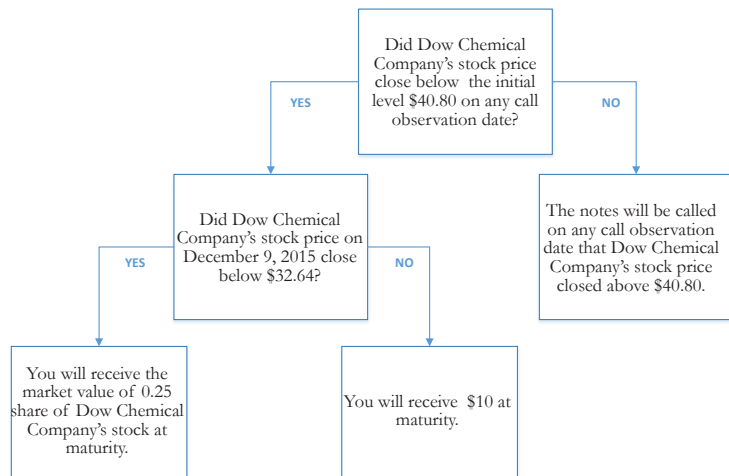 Did Dow Chemical
Company's stock price
close below the initial
level $40.80 on any call
observation date?
YES
NO
Did Dow Chemical
Company's stock price on
December 9, 2015 close
below $32.64?
The notes will be called
on any call observation
date that Dow Chemical
Company's stock price
closed above $40.80.
YES
NO
You will receive the
market value of 0.25
share of Dow Chemical
Company's stock at
maturity.
You will receive $10 at
maturity.